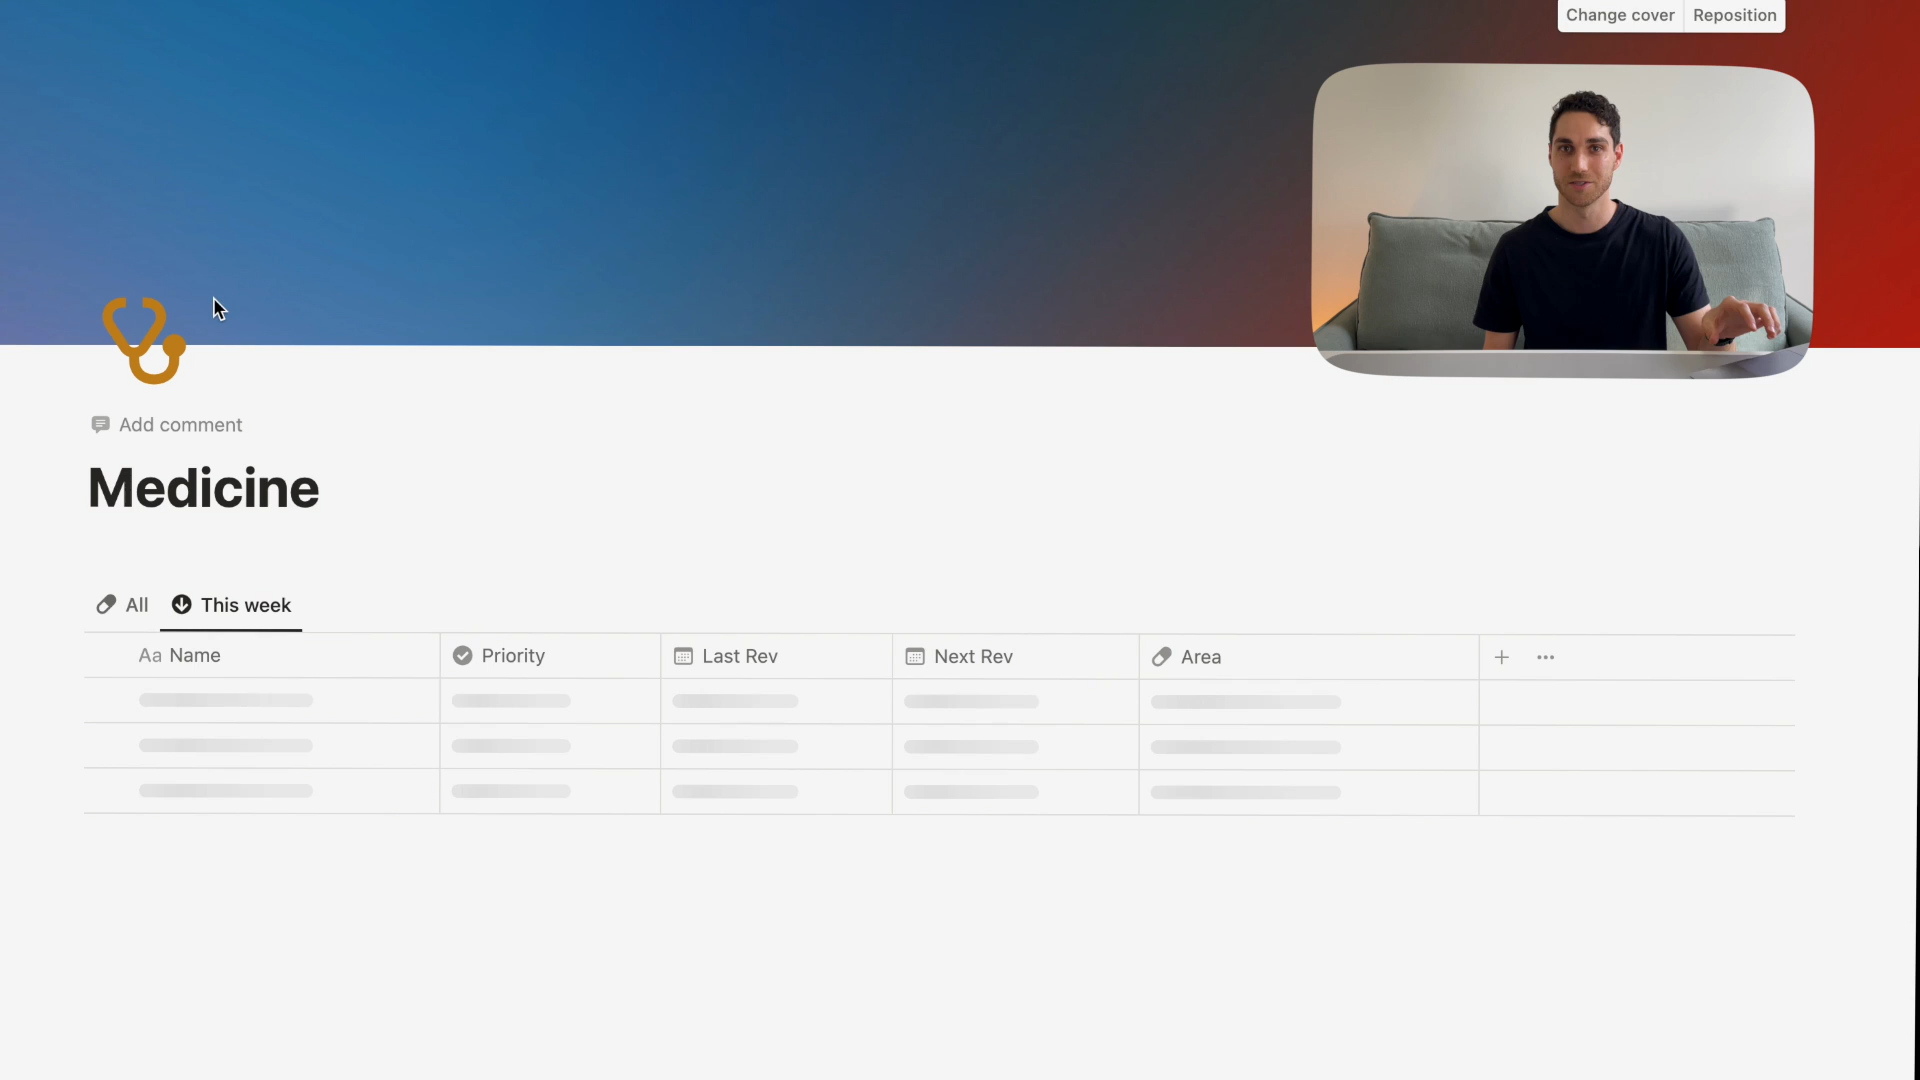 Change cover Reposition
Add comment
Medicine
All This week
Aa Name Priority Last Rev Next Rev Area